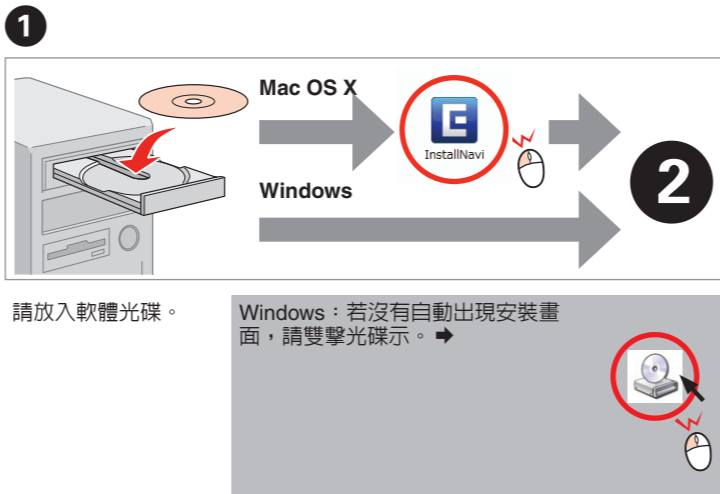 1
Mac OS X
InstallNavi
Windows
2
請放入軟體光碟。
Windows：若沒有自動出現安裝畫
面，請雙擊光碟示。➡